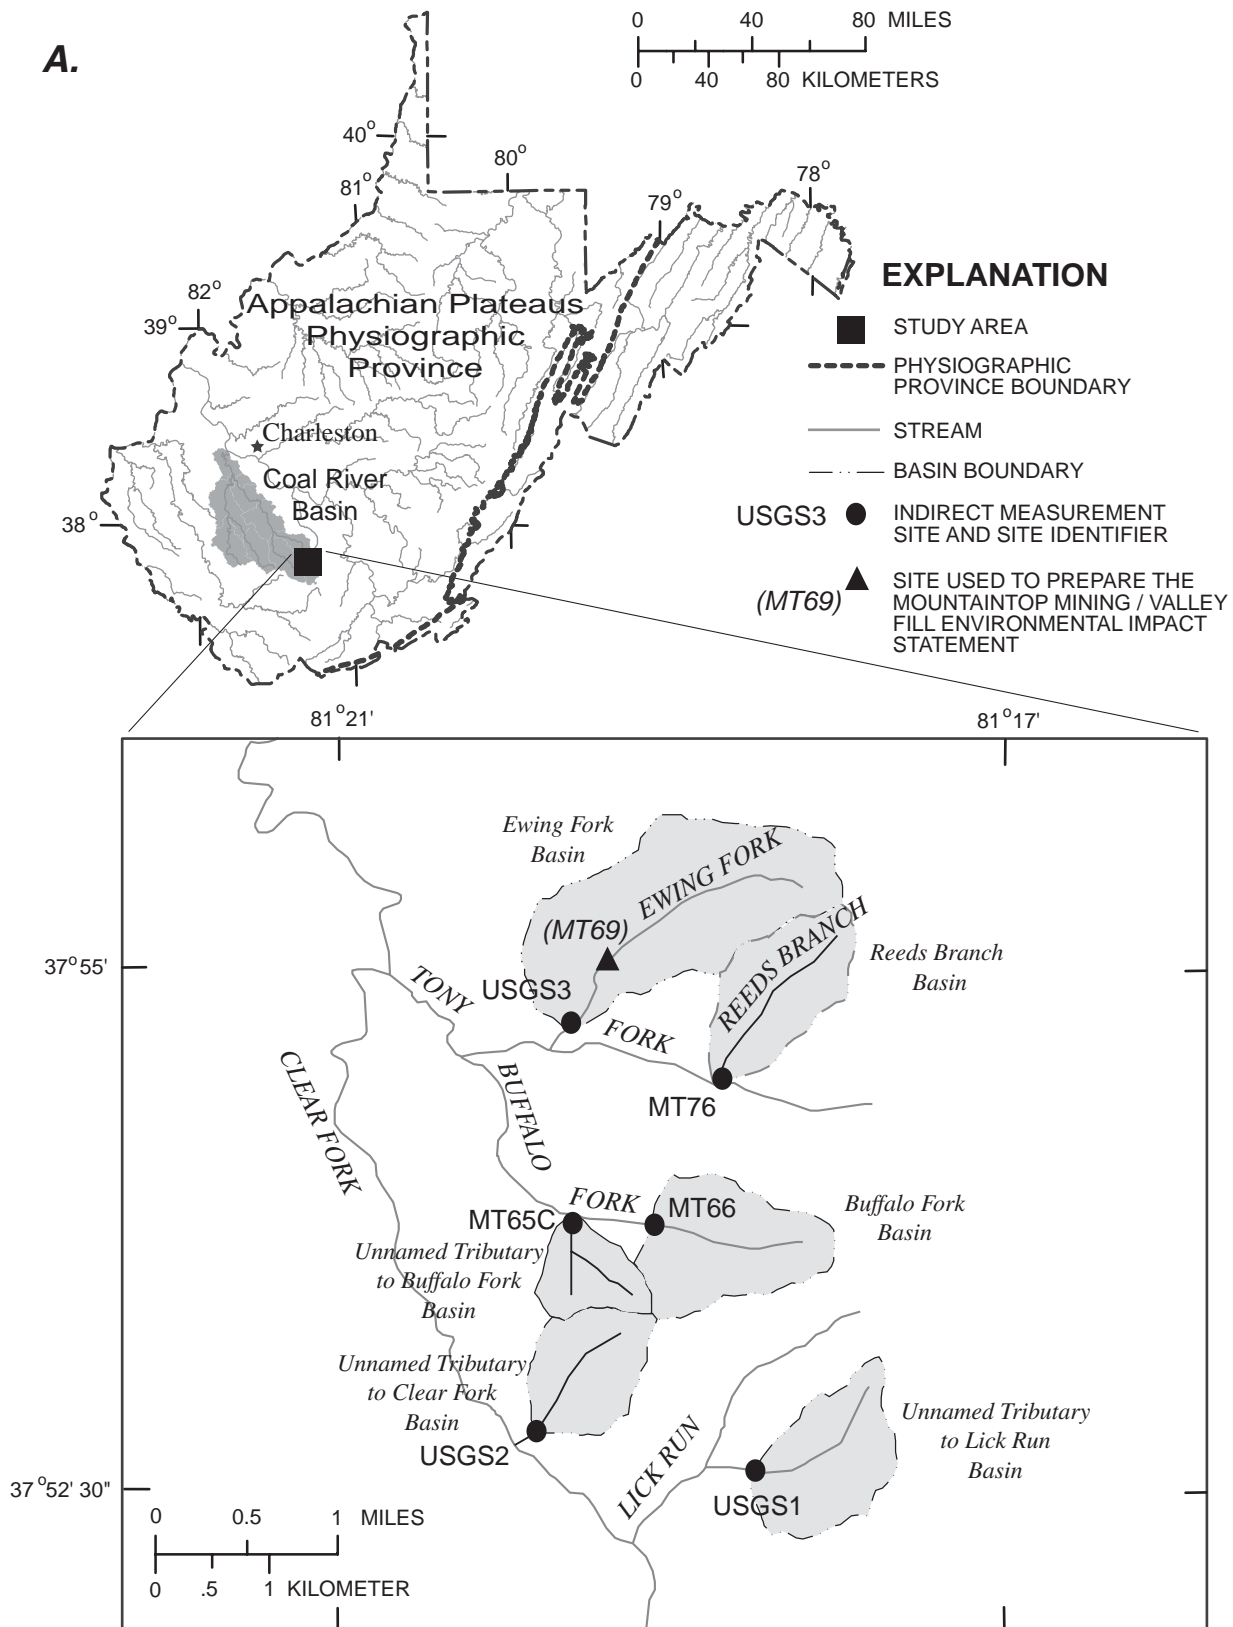 A.
0 40 80 MILES
0 40 80 KILOMETERS
40°
81°
80°
79°
78°
82°
39°
38°
Appalachian Plateaus
Physiographic
Province
Charleston
Coal River
Basin
EXPLANATION
STUDY AREA
PHYSIOGRAPHIC
PROVINCE BOUNDARY
STREAM
BASIN BOUNDARY
USGS3
INDIRECT MEASUREMENT
SITE AND SITE IDENTIFIER
(MT69)
SITE USED TO PREPARE THE
MOUNTAINTOP MINING / VALLEY
FILL ENVIRONMENTAL IMPACT
STATEMENT
81°21'
81°17'
Ewing Fork
Basin
EWING FORK
(MT69)
REEDS BRANCH
Reeds Branch
Basin
37°55'
TONY
FORK
USGS3
MT76
CLEAR FORK
BUFFALO
FORK
MT65C
MT66
Buffalo Fork
Basin
Unnamed Tributary
to Buffalo Fork
Basin
Unnamed Tributary
to Clear Fork
Basin
USGS2
LICK RUN
USGS1
Unnamed Tributary
to Lick Run
Basin
37°52' 30"
0 0.5 1 MILES
0 .5 1 KILOMETER